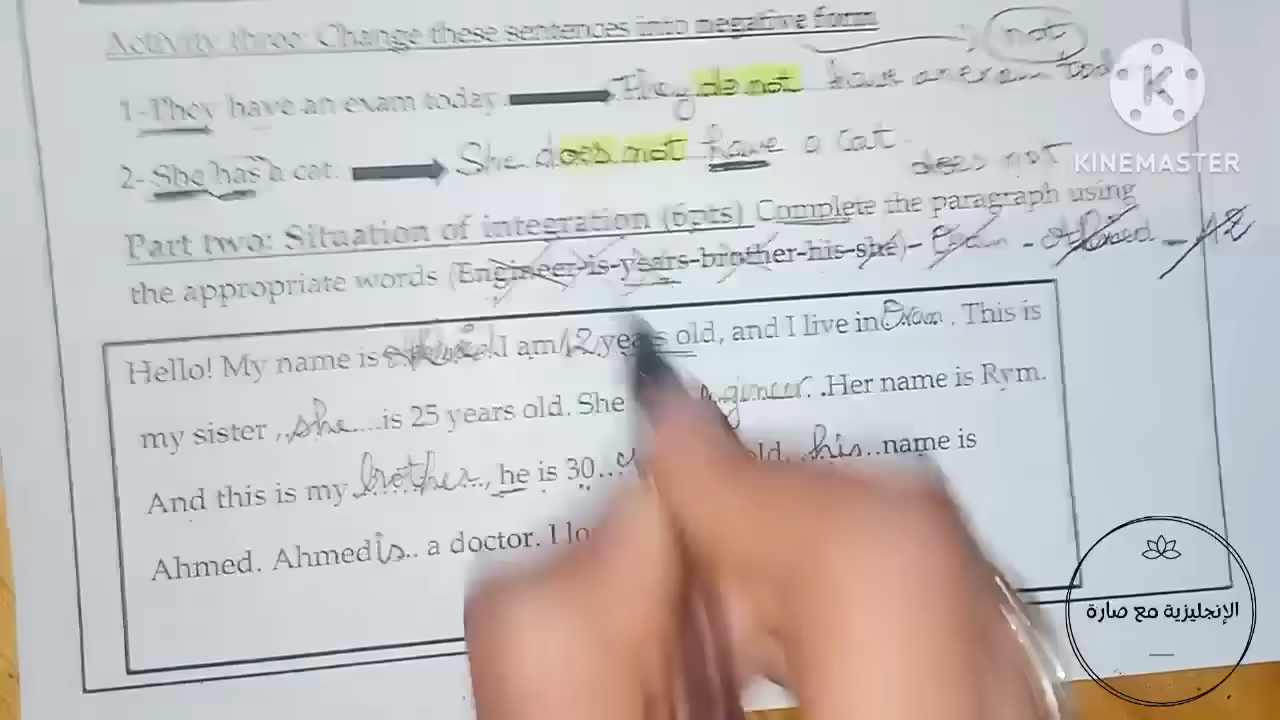 Activity three: Change these sentences into negative form not
1-They have an exam today. They do not have an exam
2- She has a cat. She does not have a cat.
does not
KINEMASTER
Part two: Situation of integration (6pts) Complete the paragraph using
the appropriate words (Engineer-is-years-brother-his-she)- - - 12
Hello! My name is I am 12 years old, and I live in Oran. This is
my sister, she is 25 years old. She engineer. Her name is Rym.
And this is my brother, he is 30 old, his name is
Ahmed. Ahmed is a doctor. I lo
الإنجليزية مع صارة